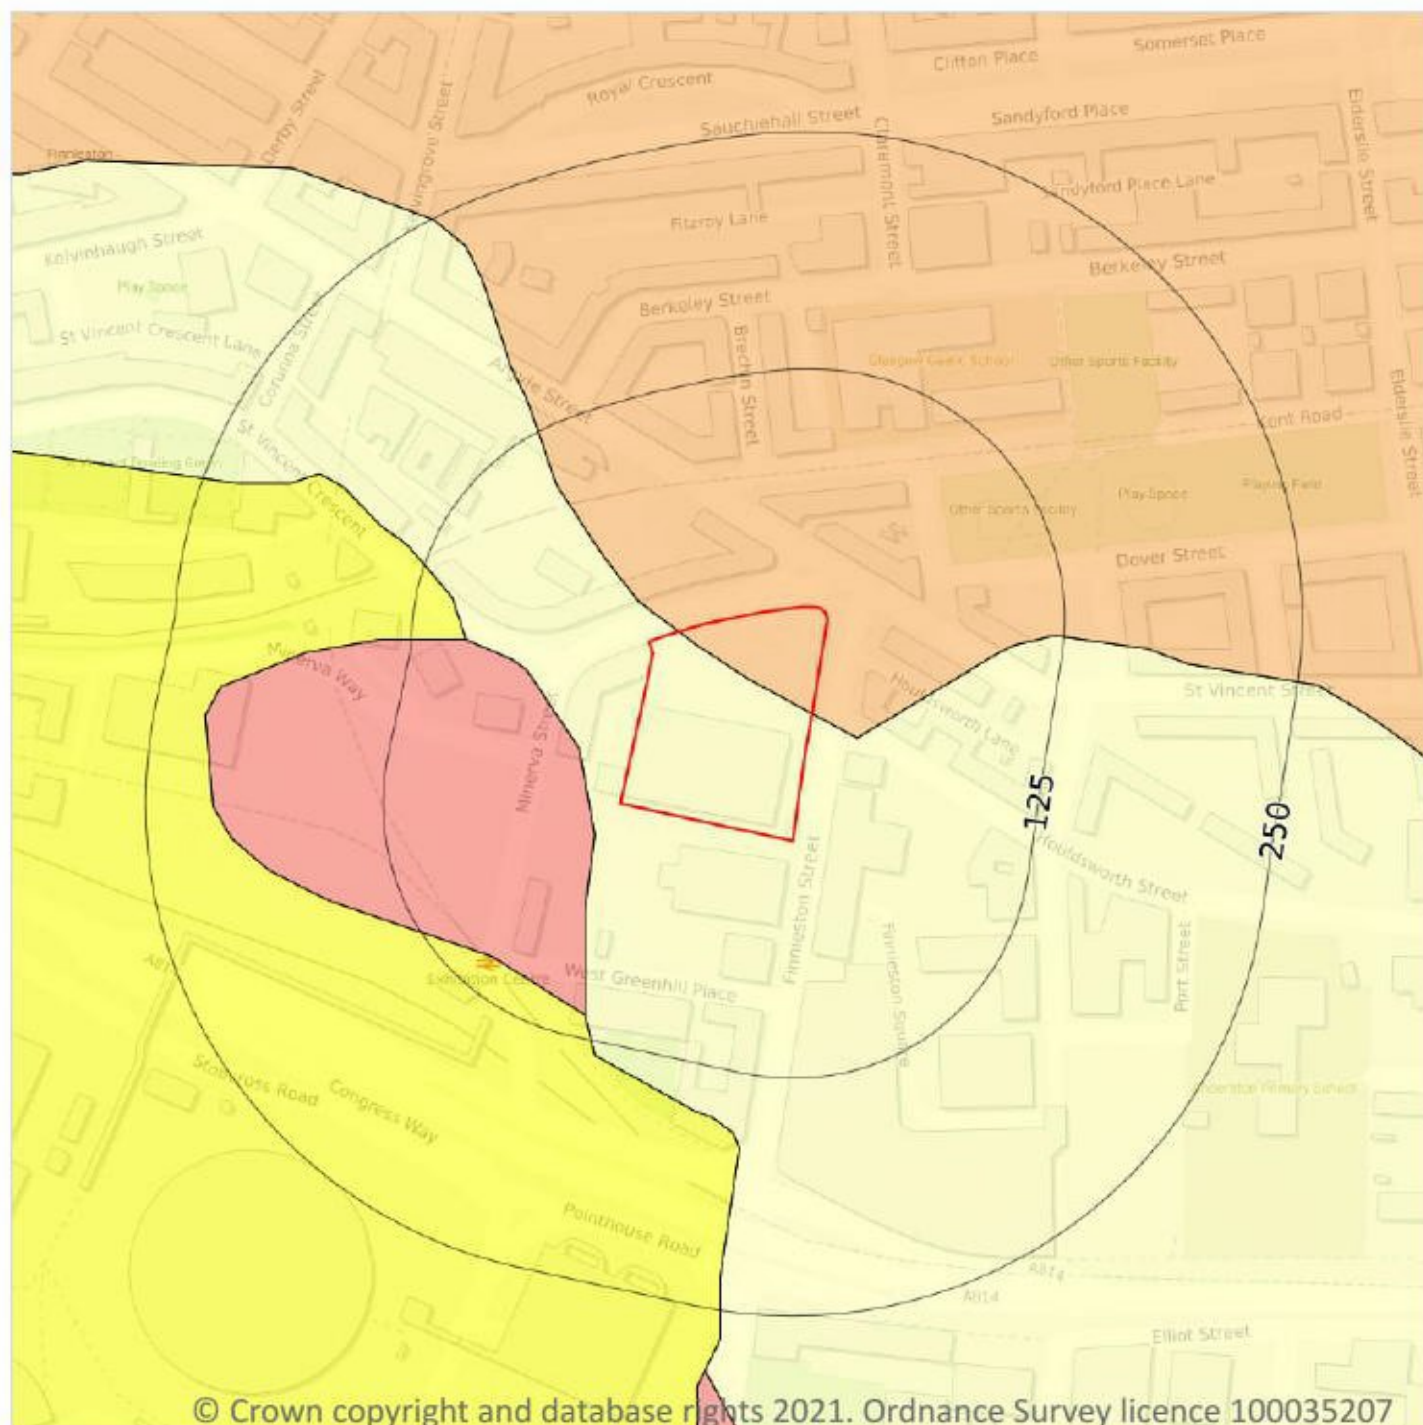 Somerset Place
Clifton Place
Royal Crescent
Derby Street
Sauchiehall Street
Sandyford Place
Claremont Street
Elderslie Street
Fitzroy Lane
Kelvinhaugh Street
Play Space
Berkeley Street
Berkeley Street
St Vincent Crescent Lane
Corunna Street
Brechin Street
Argyle Street
Glasgow Gaelic School
Other Sports Facility
Kent Road
Elderslie Street
St Vincent Crescent
Other Sports Facility
Play Space
Playing Field
Dover Street
Minerva Way
Houldsworth Lane
St Vincent Street
Minerva Street
125
250
Houldsworth Street
Finnieston Street
Port Street
Finnieston Square
West Greenhill Place
Exhibition Centre
Stobcross Road
Congress Way
Anderston Primary School
Pointhouse Road
A814
A814
Elliot Street
© Crown copyright and database rights 2021. Ordnance Survey licence 100035207